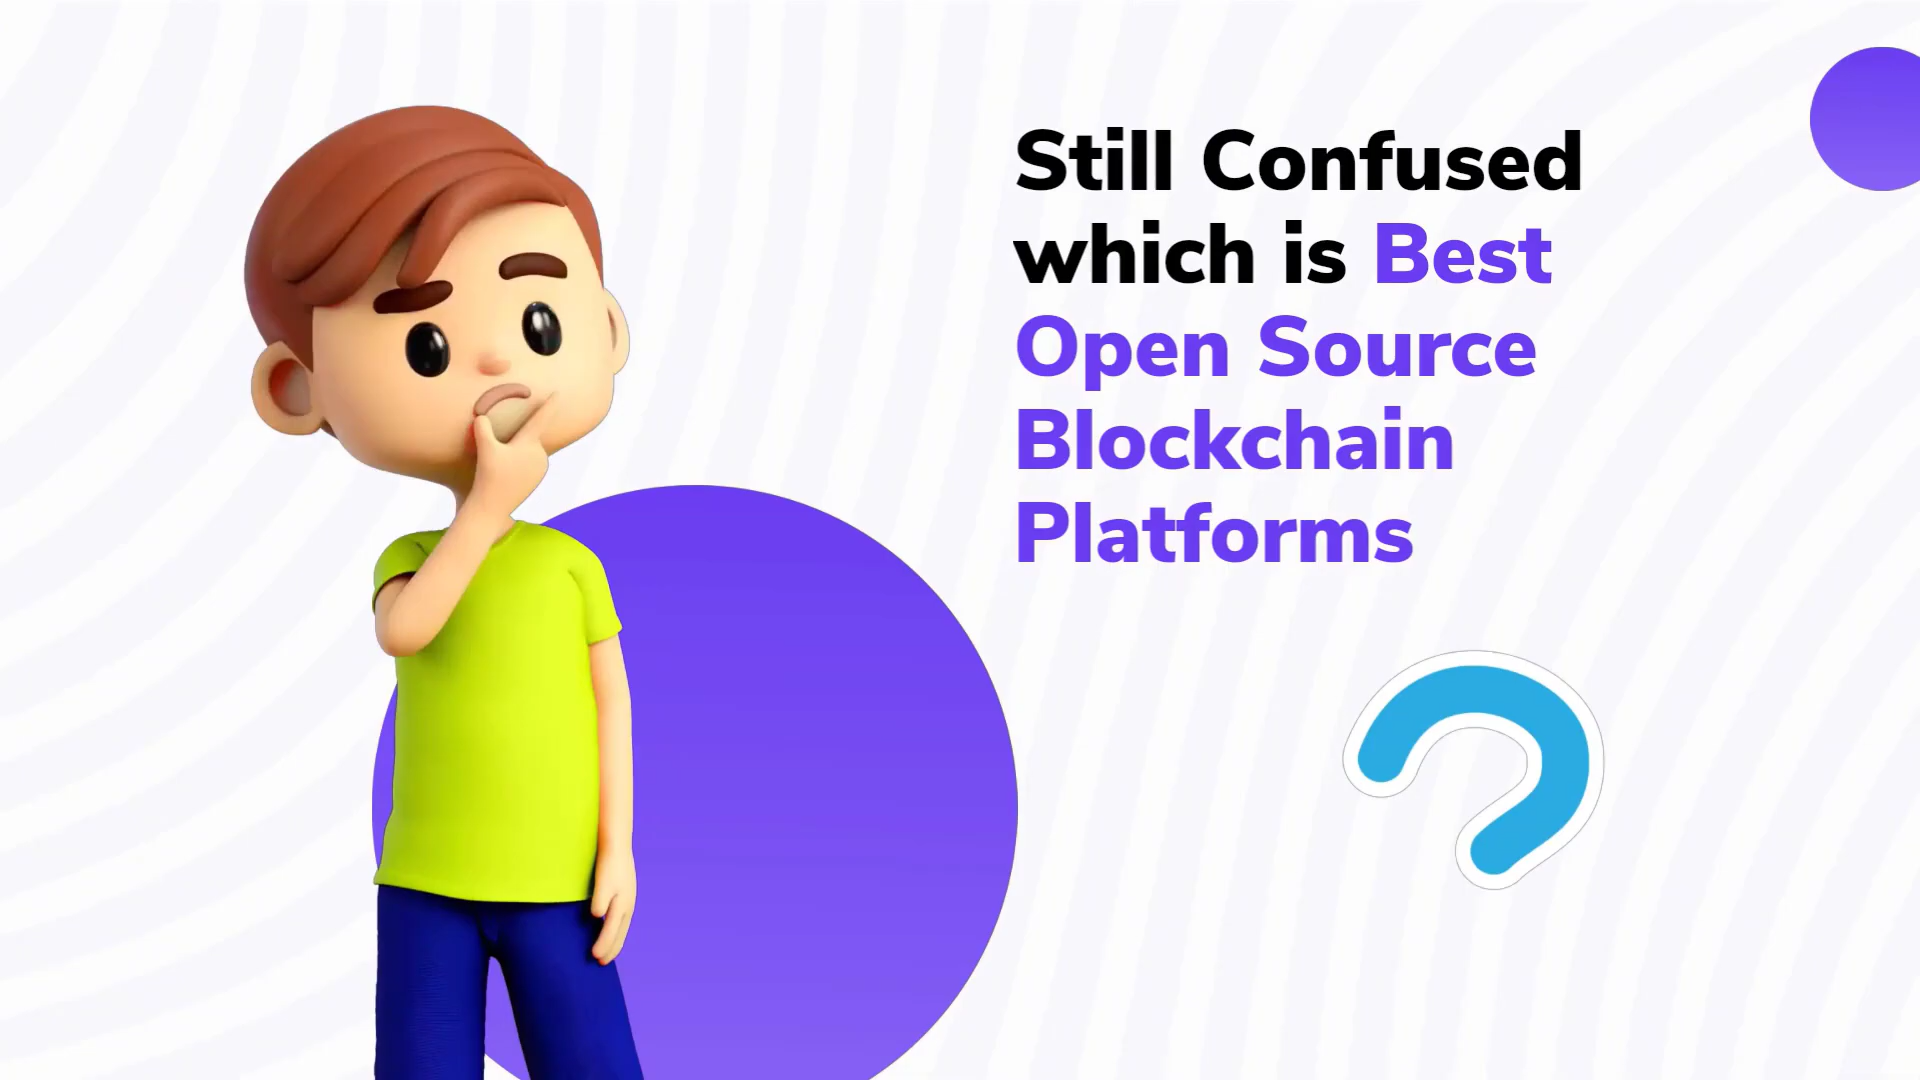 Still Confused
which is Best
Open Source
Blockchain
Platforms